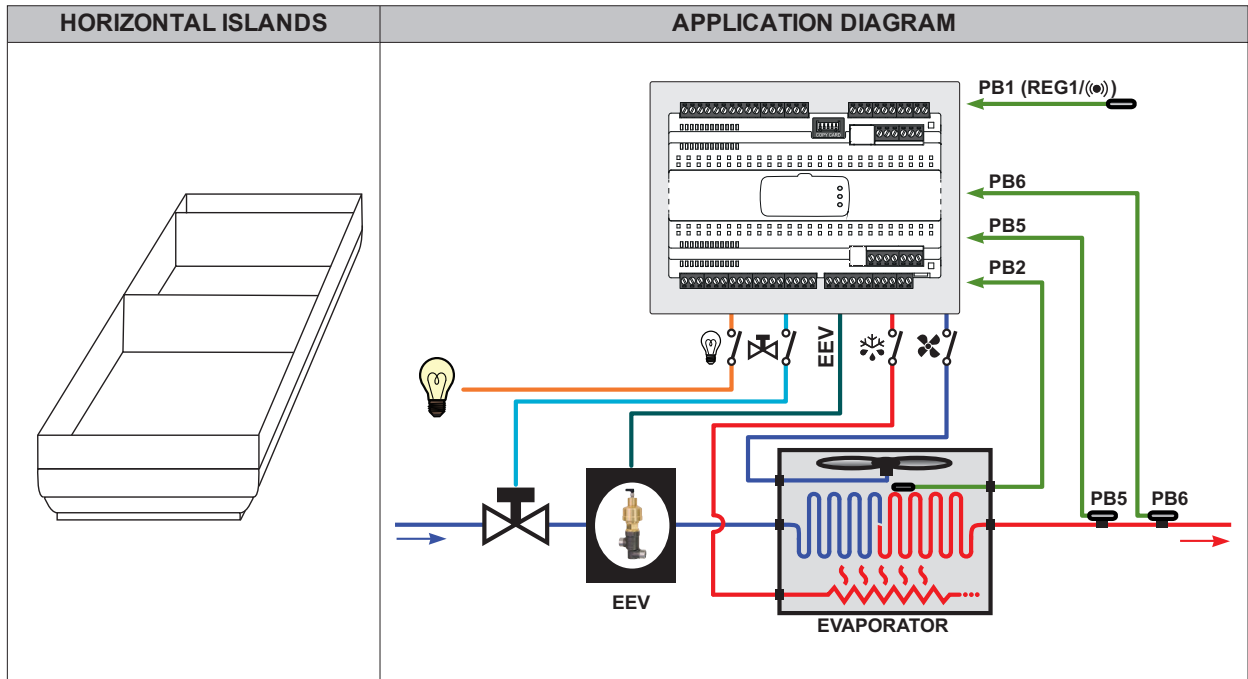 HORIZONTAL ISLANDS
APPLICATION DIAGRAM
PB1 (REG1/ )
COPY CARD
PB6
PB5
PB2
EEV
PB5
PB6
EEV
EVAPORATOR